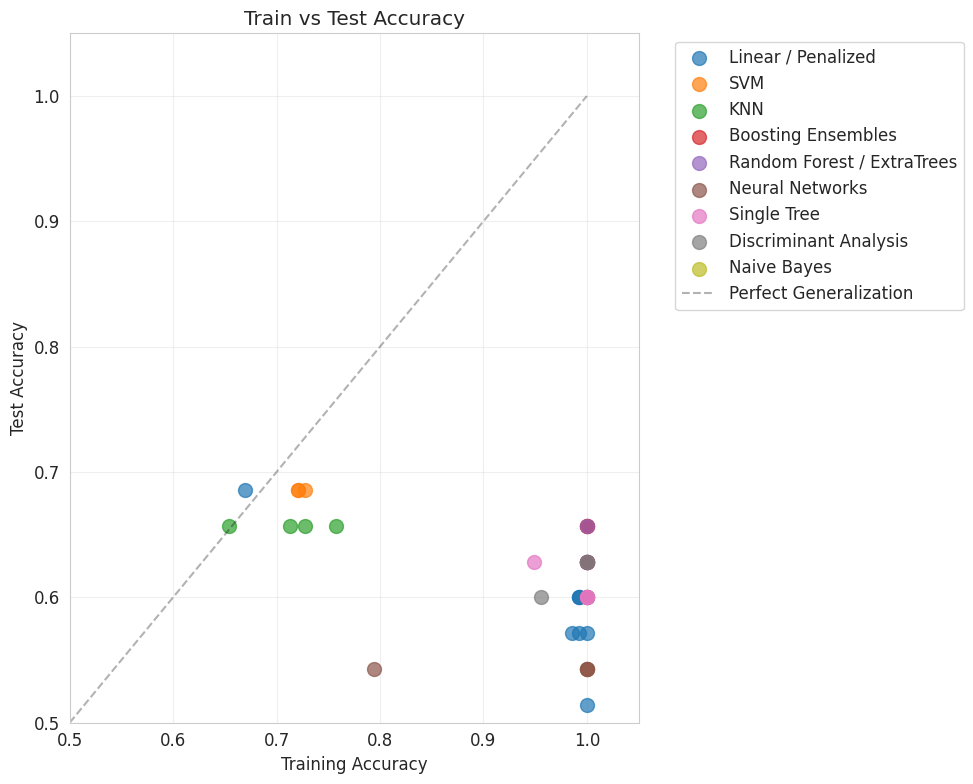 Train vs Test Accuracy
Linear / Penalized
SVM
KNN
Boosting Ensembles
Random Forest / ExtraTrees
Neural Networks
Single Tree
Discriminant Analysis
Naive Bayes
Perfect Generalization
Test Accuracy
1.0
0.9
0.8
0.7
0.6
0.5
0.5 0.6 0.7 0.8 0.9 1.0
Training Accuracy